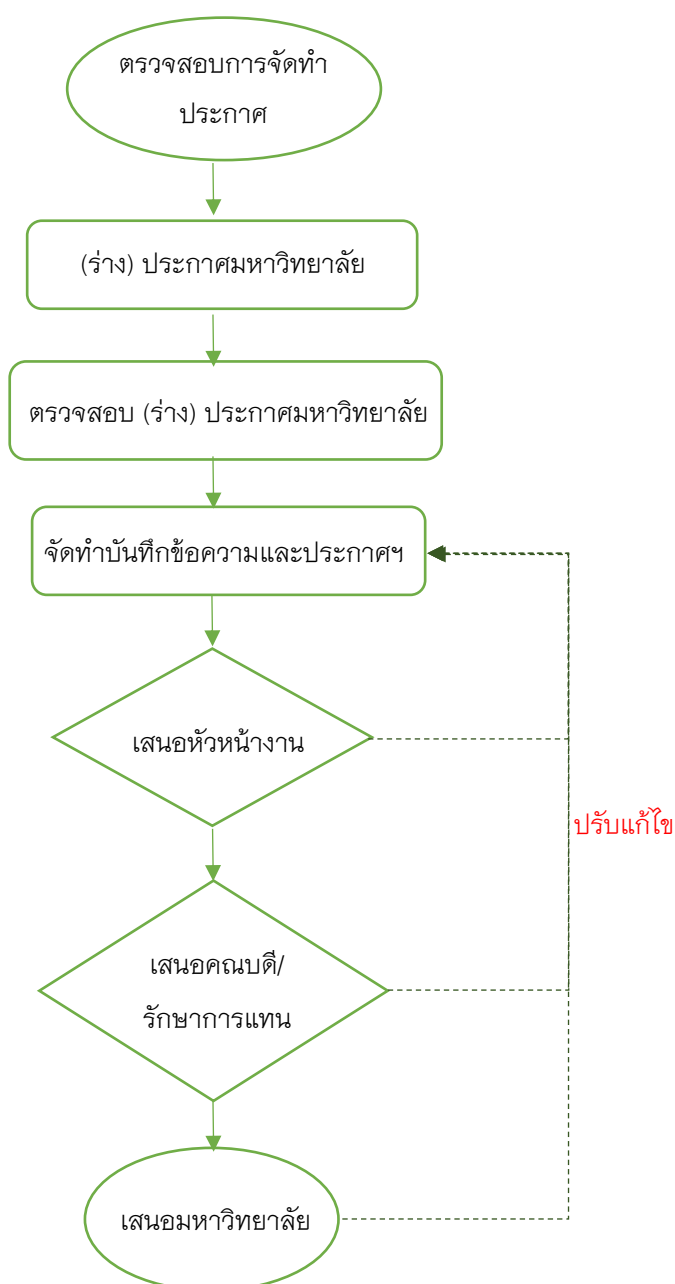 ตรวจสอบการจัดทำ
ประกาศ
(ร่าง) ประกาศมหาวิทยาลัย
ตรวจสอบ (ร่าง) ประกาศมหาวิทยาลัย
จัดทำบันทึกข้อความและประกาศฯ
เสนอหัวหน้างาน
ปรับแก้ไข
เสนอคณบดี/
รักษาการแทน
เสนอมหาวิทยาลัย